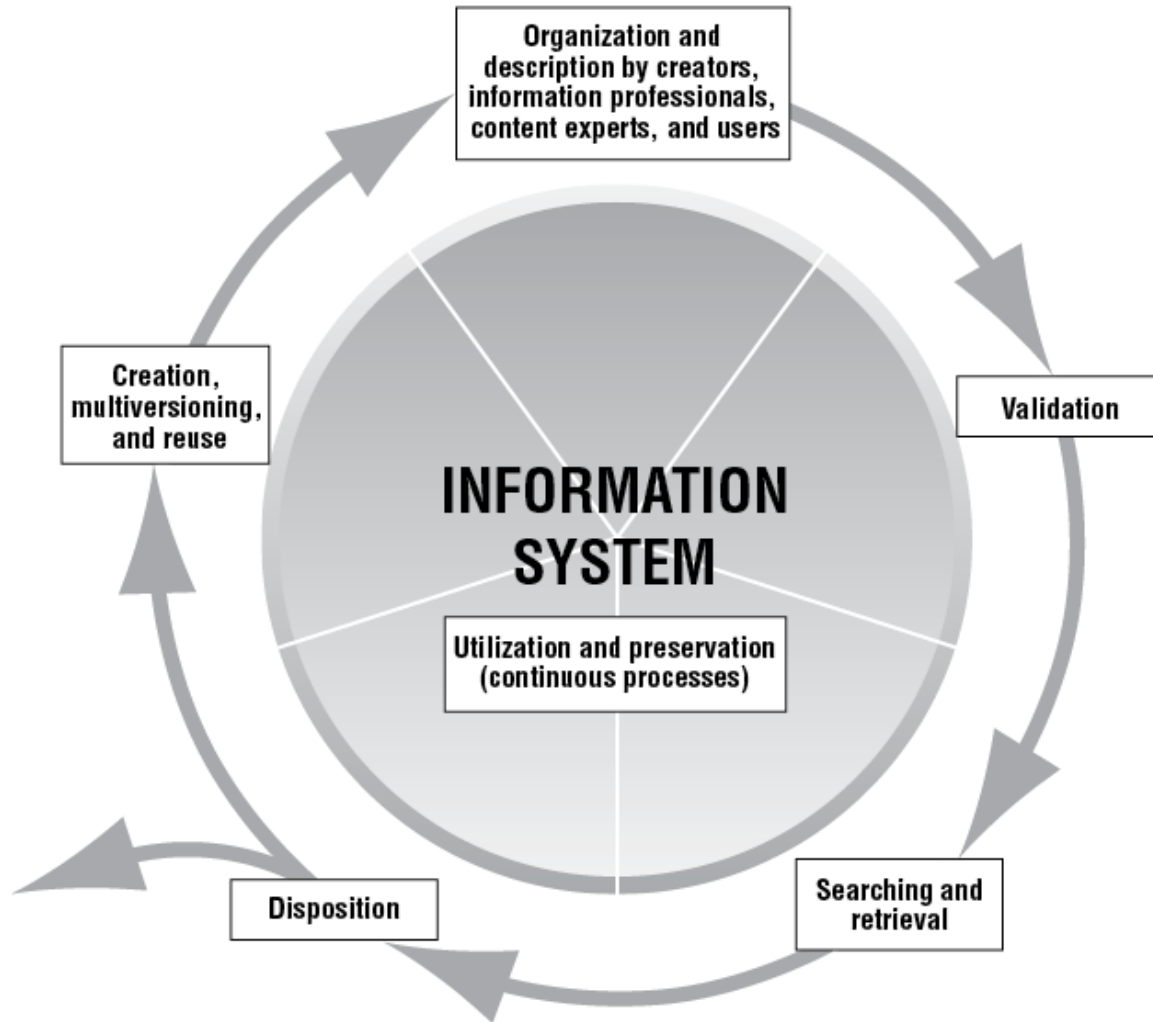 Organization and
description by creators,
information professionals,
content experts, and users
Creation,
multiversioning,
and reuse
Validation
INFORMATION
SYSTEM
Utilization and preservation
(continuous processes)
Searching and
retrieval
Disposition